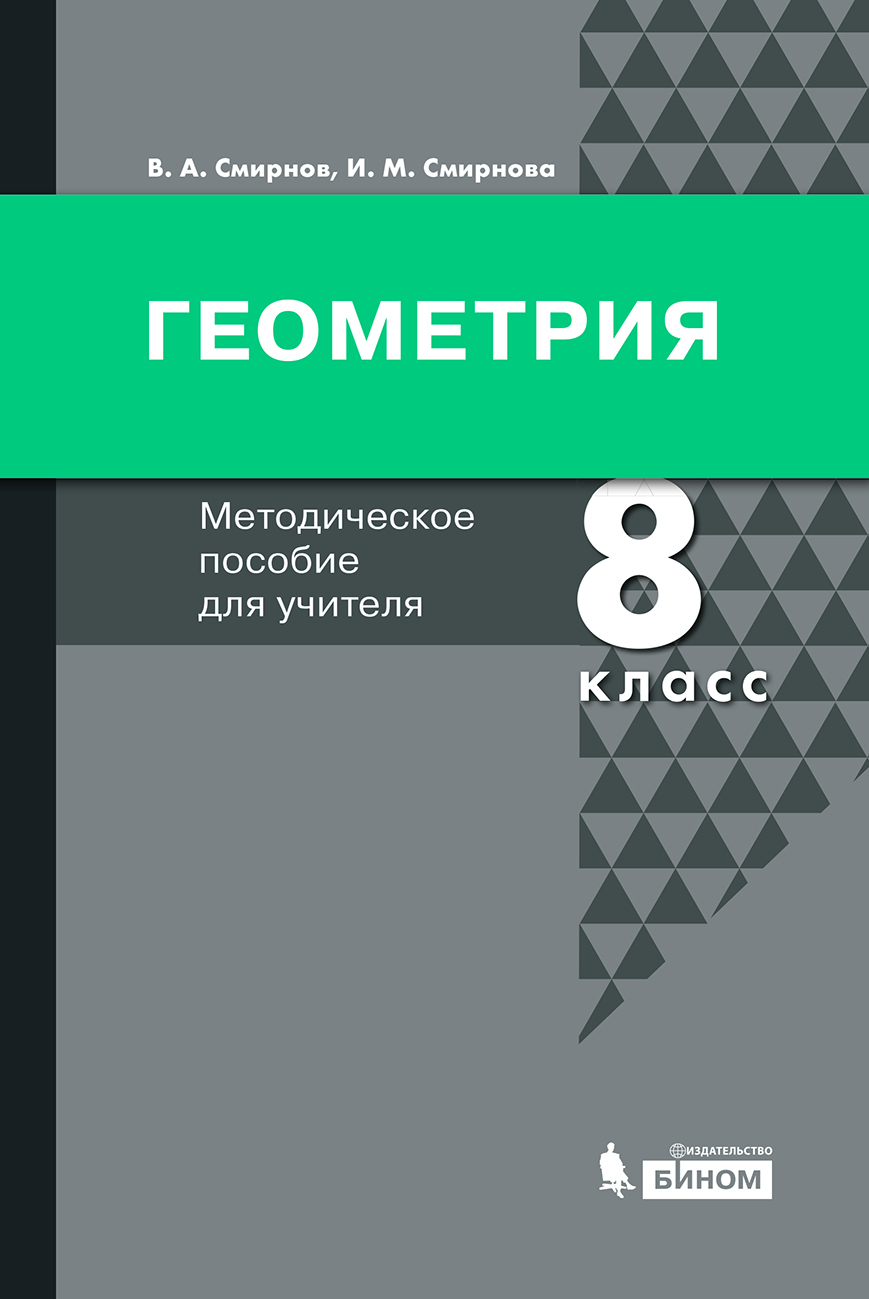 В. А. Смирнов, И. М. Смирнова
ГЕОМЕТРИЯ
Методическое
пособие
для учителя
8
класс
ИЗДАТЕЛЬСТВО
БИНОМ